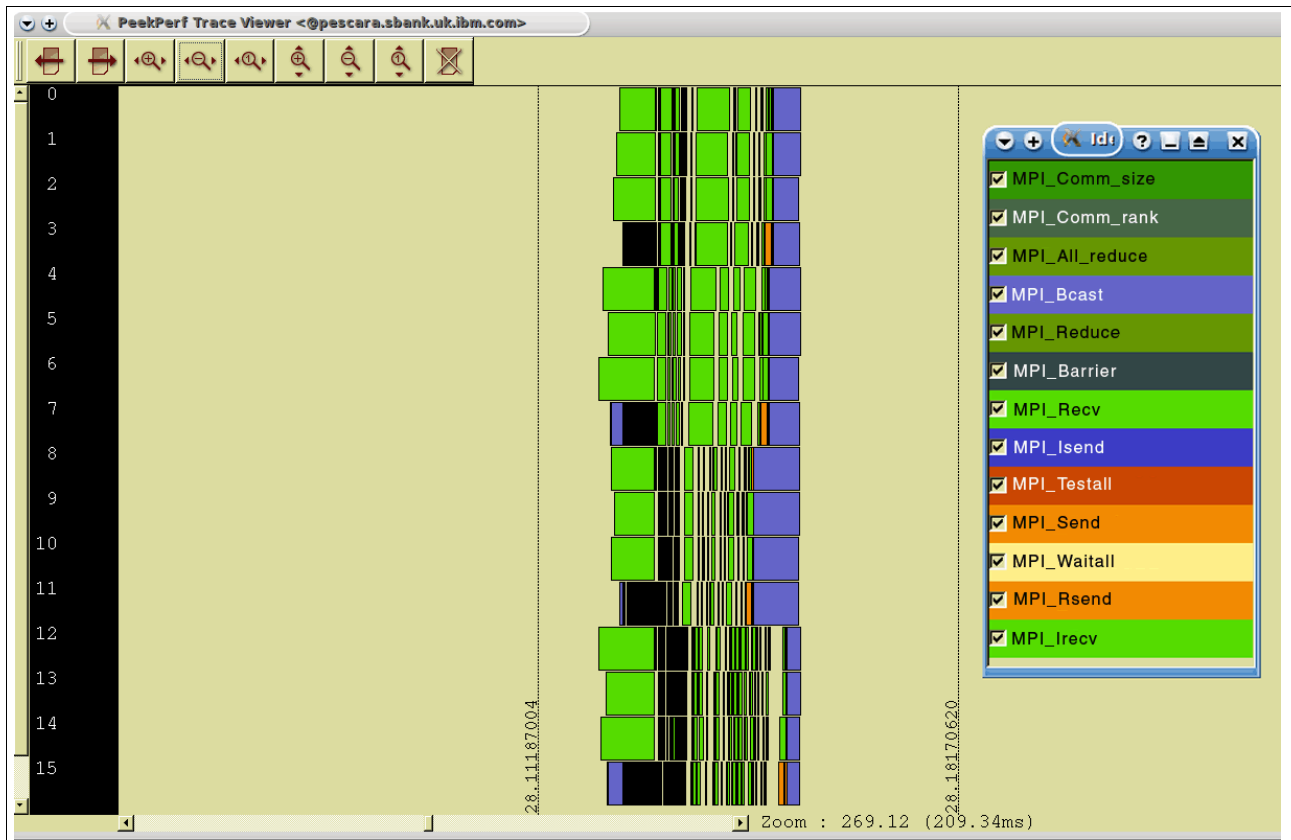 PeekPerf Trace Viewer <@pescara.sbank.uk.ibm.com>
0
1
2
3
4
5
6
7
8
9
10
11
12
13
14
15
28.11187004
28.18170620
Zoom : 269.12 (209.34ms)
Ide
MPI_Comm_size
MPI_Comm_rank
MPI_All_reduce
MPI_Bcast
MPI_Reduce
MPI_Barrier
MPI_Recv
MPI_Isend
MPI_Testall
MPI_Send
MPI_Waitall
MPI_Rsend
MPI_Irecv